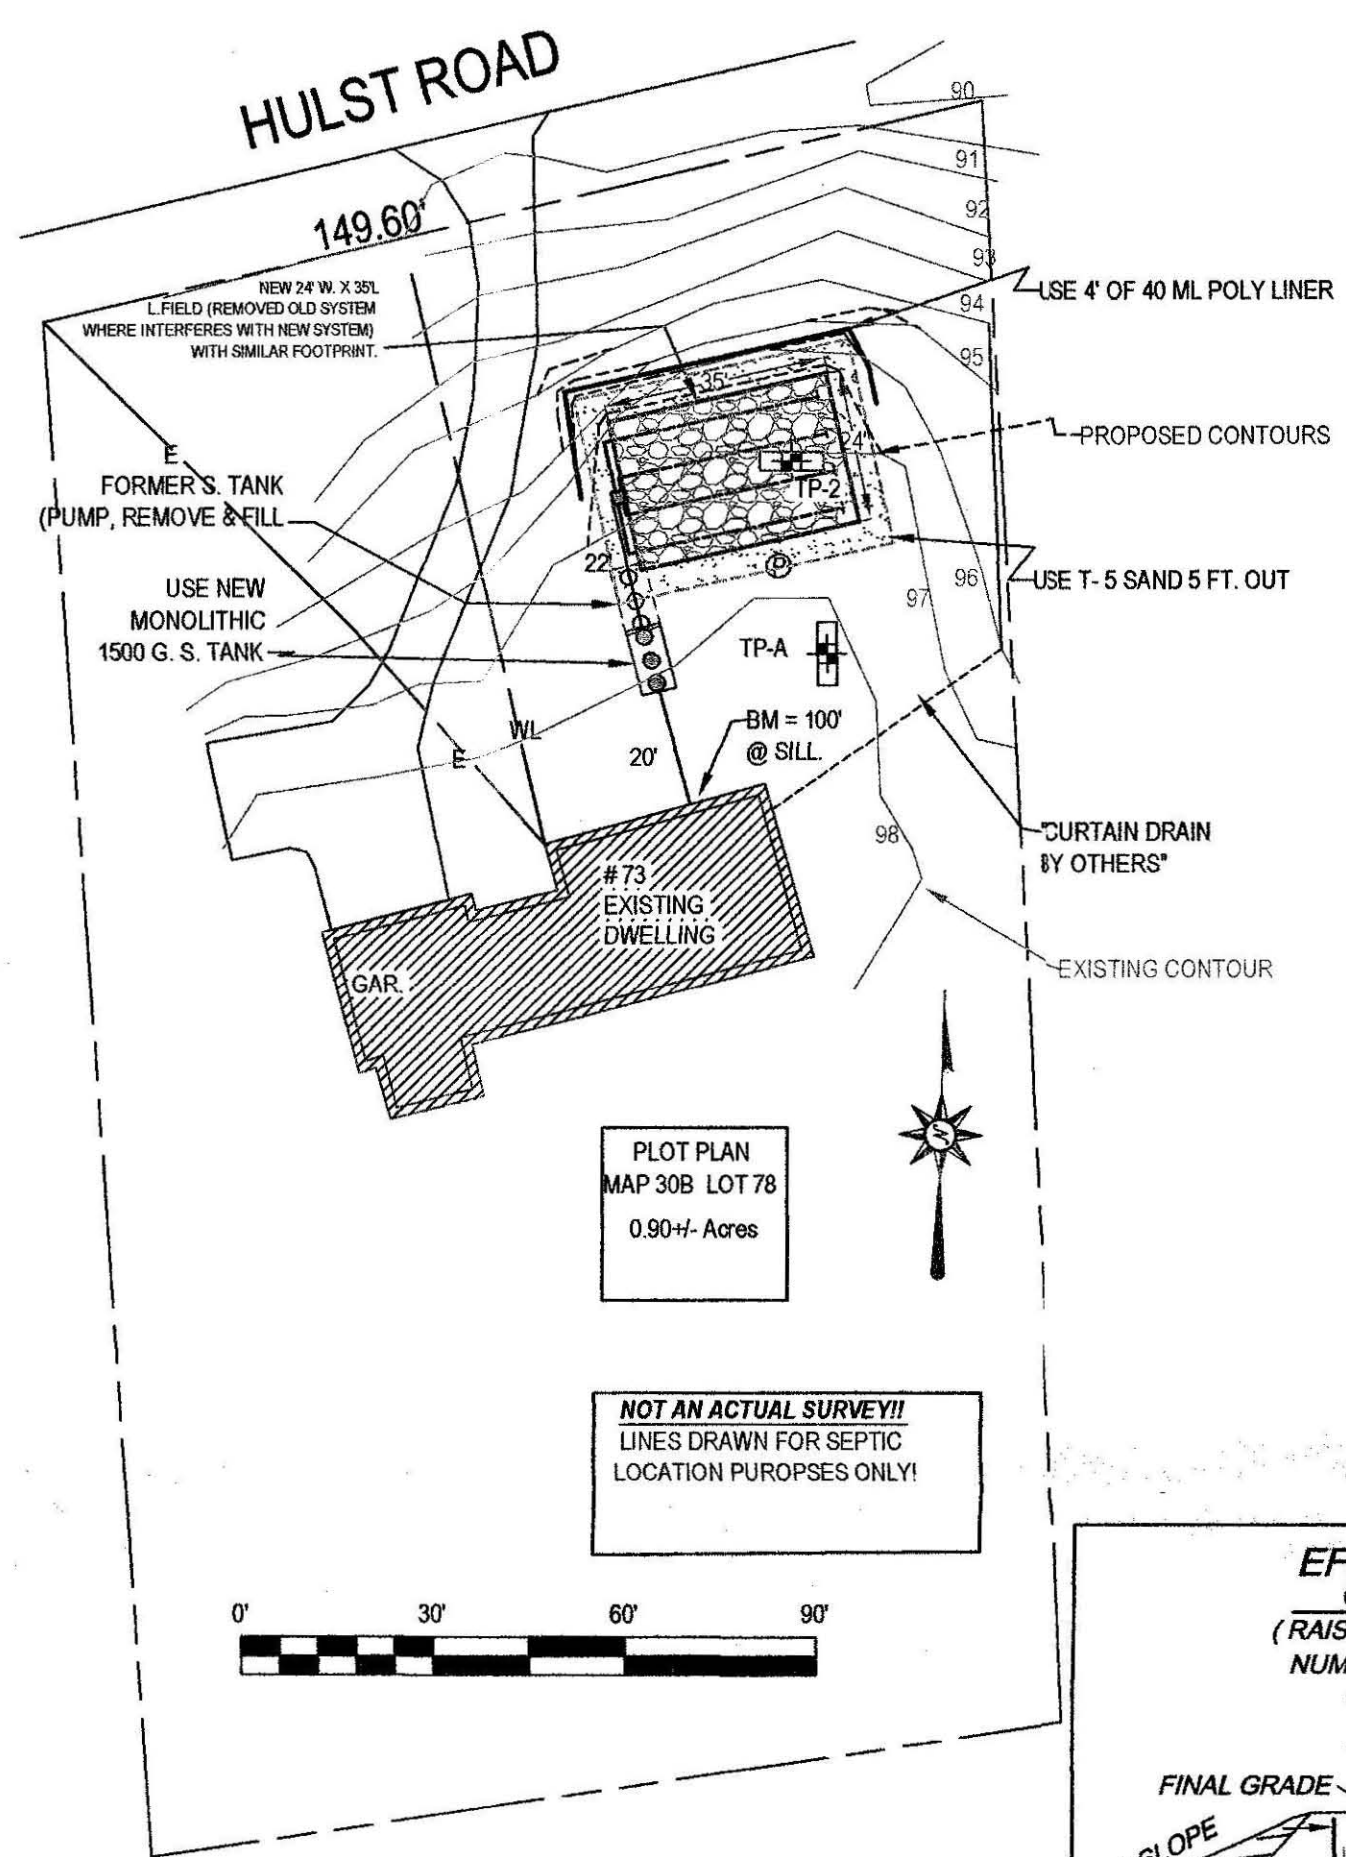 HULST ROAD
149.60'
90
91
92
93
94
95
96
97
98
NEW 24' W. X 35'L
L.FIELD (REMOVED OLD SYSTEM
WHERE INTERFERES WITH NEW SYSTEM)
WITH SIMILAR FOOTPRINT.
USE 4' OF 40 ML POLY LINER
35'
24'
PROPOSED CONTOURS
E
FORMER S. TANK
(PUMP, REMOVE & FILL
TP-2
22'
P
USE T- 5 SAND 5 FT. OUT
USE NEW
MONOLITHIC
1500 G. S. TANK
TP-A
WL
E
20'
BM = 100'
@ SILL.
"CURTAIN DRAIN
BY OTHERS"
# 73
EXISTING
DWELLING
GAR.
EXISTING CONTOUR
N
PLOT PLAN
MAP 30B LOT 78
0.90+/- Acres
NOT AN ACTUAL SURVEY!!
LINES DRAWN FOR SEPTIC
LOCATION PUROPSES ONLY!
0' 30' 60' 90'
EF
(RAIS
NUM
FINAL GRADE
SLOPE